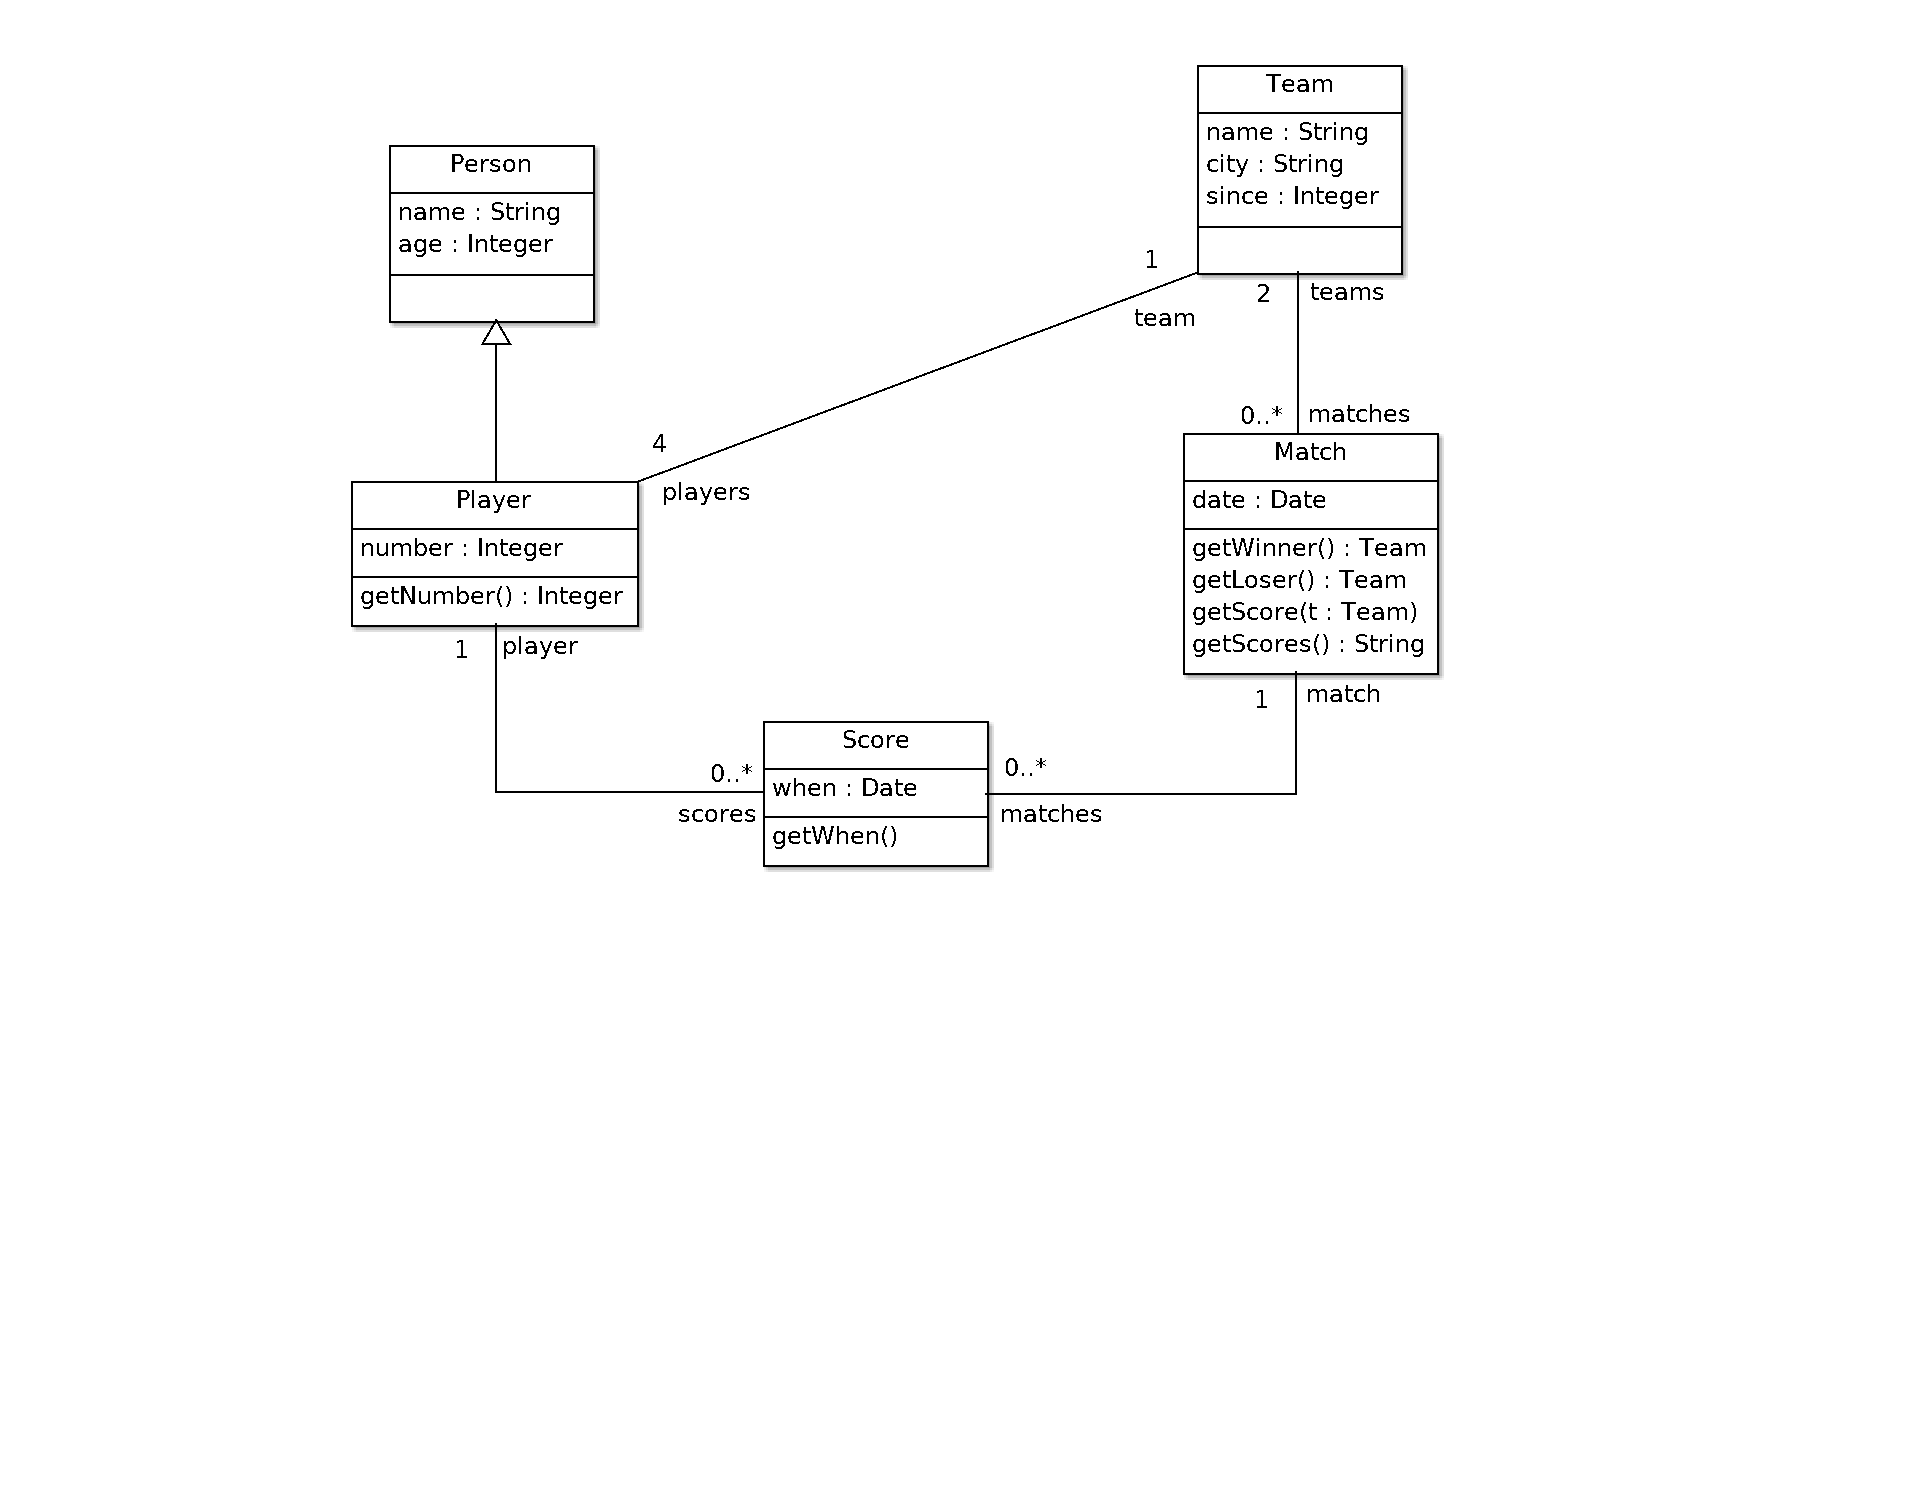 Team
name : String
city : String
since : Integer
Person
name : String
age : Integer
1
team
2
teams
4
players
0..*
matches
Player
number : Integer
getNumber() : Integer
Match
date : Date
getWinner() : Team
getLoser() : Team
getScore(t : Team)
getScores() : String
1
player
1
match
Score
when : Date
getWhen()
0..*
scores
0..*
matches